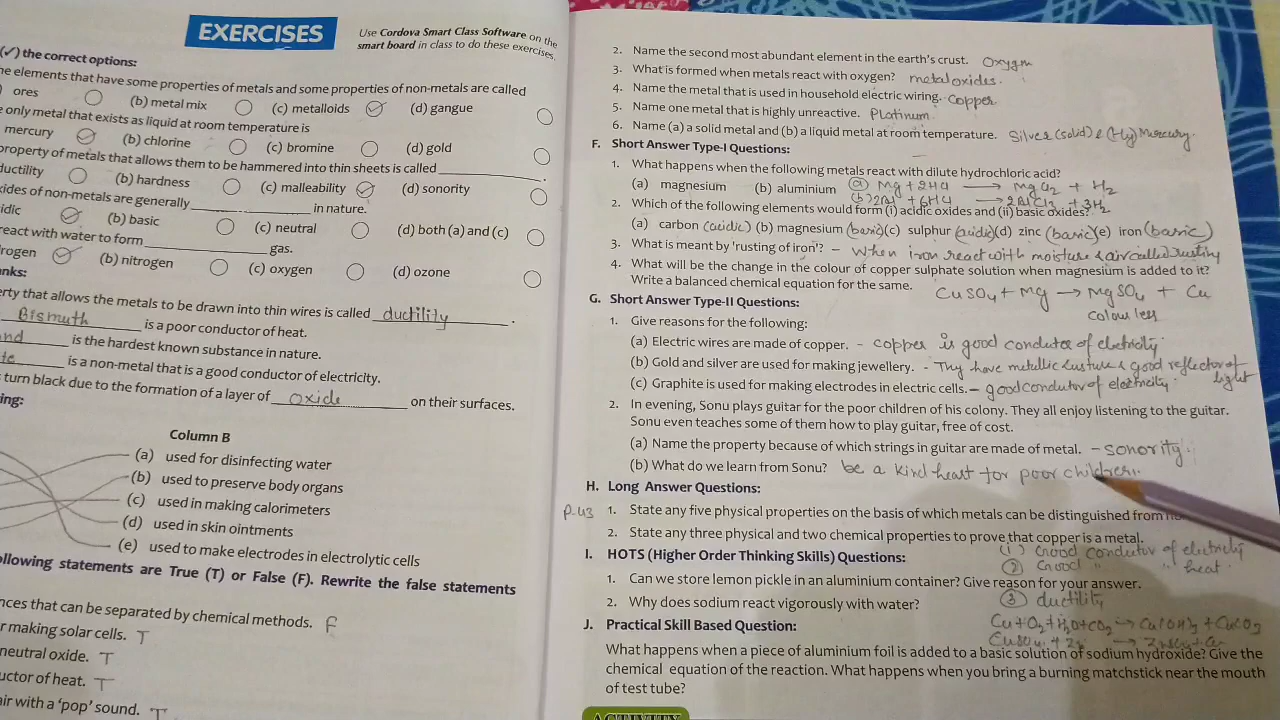 EXERCISES
Use Cordova Smart Class Software on the
smart board in class to do these exercises.
(✓) the correct options:
elements that have some properties of metals and some properties of non-metals are called
ores (b) metal mix (c) metalloids (d) gangue
only metal that exists as liquid at room temperature is
mercury (b) chlorine (c) bromine (d) gold
property of metals that allows them to be hammered into thin sheets is called
(b) hardness (c) malleability (d) sonority
of non-metals are generally in nature.
(b) basic (c) neutral (d) both (a) and (c)
react with water to form gas.
(b) nitrogen (c) oxygen (d) ozone
that allows the metals to be drawn into thin wires is called ductility.
Bismuth is a poor conductor of heat.
is the hardest known substance in nature.
is a non-metal that is a good conductor of electricity.
turn black due to the formation of a layer of oxide on their surfaces.
Column B
(a) used for disinfecting water
(b) used to preserve body organs
(c) used in making calorimeters
(d) used in skin ointments
(e) used to make electrodes in electrolytic cells
statements are True (T) or False (F). Rewrite the false statements
that can be separated by chemical methods. F
making solar cells. T
neutral oxide. T
of heat. T
with a 'pop' sound. T
2. Name the second most abundant element in the earth's crust. Oxygen
3. What is formed when metals react with oxygen? metal oxides.
4. Name the metal that is used in household electric wiring. Copper
5. Name one metal that is highly unreactive. Platinum
6. Name (a) a solid metal and (b) a liquid metal at room temperature. Silver (solid) & (Hg) Mercury.
F. Short Answer Type-I Questions:
1. What happens when the following metals react with dilute hydrochloric acid?
(a) magnesium (b) aluminium (a) Mg + 2HCl → MgCl2 + H2
(b) 2Al + 6HCl → 2AlCl3 + 3H2
2. Which of the following elements would form (i) acidic oxides and (ii) basic oxides?
(a) carbon (acidic) (b) magnesium (basic) (c) sulphur (acidic) (d) zinc (basic) (e) iron (basic)
3. What is meant by 'rusting of iron'? – When iron react with moisture & air called rusting
4. What will be the change in the colour of copper sulphate solution when magnesium is added to it?
Write a balanced chemical equation for the same. CuSO4 + Mg → MgSO4 + Cu
colourless
G. Short Answer Type-II Questions:
1. Give reasons for the following:
(a) Electric wires are made of copper. – copper is good condutor of eletricity.
(b) Gold and silver are used for making jewellery. – They have metellic lusture & good reflector of
light
(c) Graphite is used for making electrodes in electric cells. – good condutor of electricity.
2. In evening, Sonu plays guitar for the poor children of his colony. They all enjoy listening to the guitar.
Sonu even teaches some of them how to play guitar, free of cost.
(a) Name the property because of which strings in guitar are made of metal. – sonority.
(b) What do we learn from Sonu? be a kind heart for poor children.
H. Long Answer Questions:
P-43 1. State any five physical properties on the basis of which metals can be distinguished from
2. State any three physical and two chemical properties to prove that copper is a metal.
(1) Good conductor of eletricity
I. HOTS (Higher Order Thinking Skills) Questions:
(2) Good " " heat.
1. Can we store lemon pickle in an aluminium container? Give reason for your answer.
2. Why does sodium react vigorously with water? (3) ductility
J. Practical Skill Based Question:
Cu + O2 + H2O + CO2 → Cu(OH)2 + CuCO3
What happens when a piece of aluminium foil is added to a basic solution of sodium hydroxide? Give the
chemical equation of the reaction. What happens when you bring a burning matchstick near the mouth
of test tube?
ACTIVITY